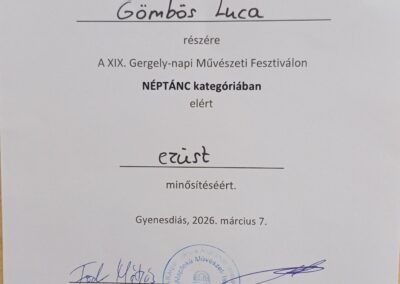 Gömbös Luca
részére
A XIX. Gergely-napi Művészeti Fesztiválon
NÉPTÁNC kategóriában
elért
ezüst
minősítéséért.
Gyenesdiás, 2026. március 7.